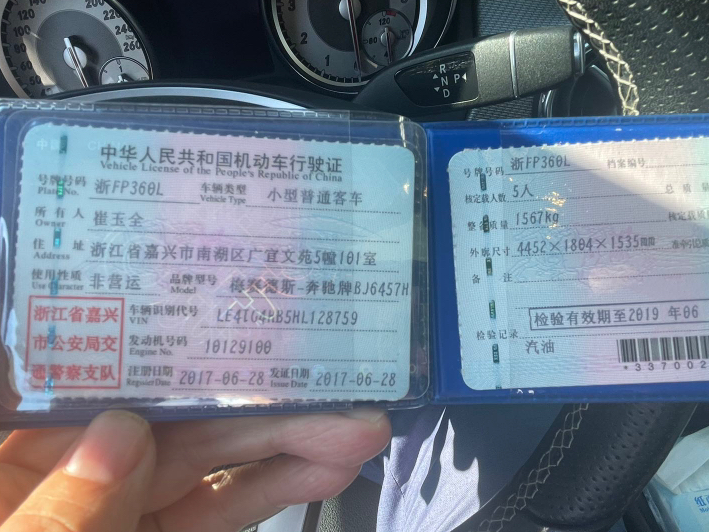 中华人民共和国机动车行驶证
Vehicle License of the People's Republic of China
号牌号码 浙FP360L 车辆类型 小型普通客车
Plate No. Vehicle Type
所有人 崔玉全
Owner
住址 浙江省嘉兴市南湖区广宜文苑5幢101室
Address
使用性质 非营运 品牌型号 梅赛德斯-奔驰牌BJ6457H
Use Character Model
浙江省嘉兴
市公安局交
通警察支队
车辆识别代号 LE4TG4HB5HL128759
VIN
发动机号码 10129100
Engine No.
注册日期 2017-06-28 发证日期 2017-06-28
Register Date Issue Date
号牌号码 浙FP360L 档案编号
核定载人数 5人 总质量
整备质量 1567kg 核定载质量
外廓尺寸 4452×1804×1535mm 准牵引总质
备注
检验有效期至2019年06
检验记录
汽油
*337002
R
N P
D